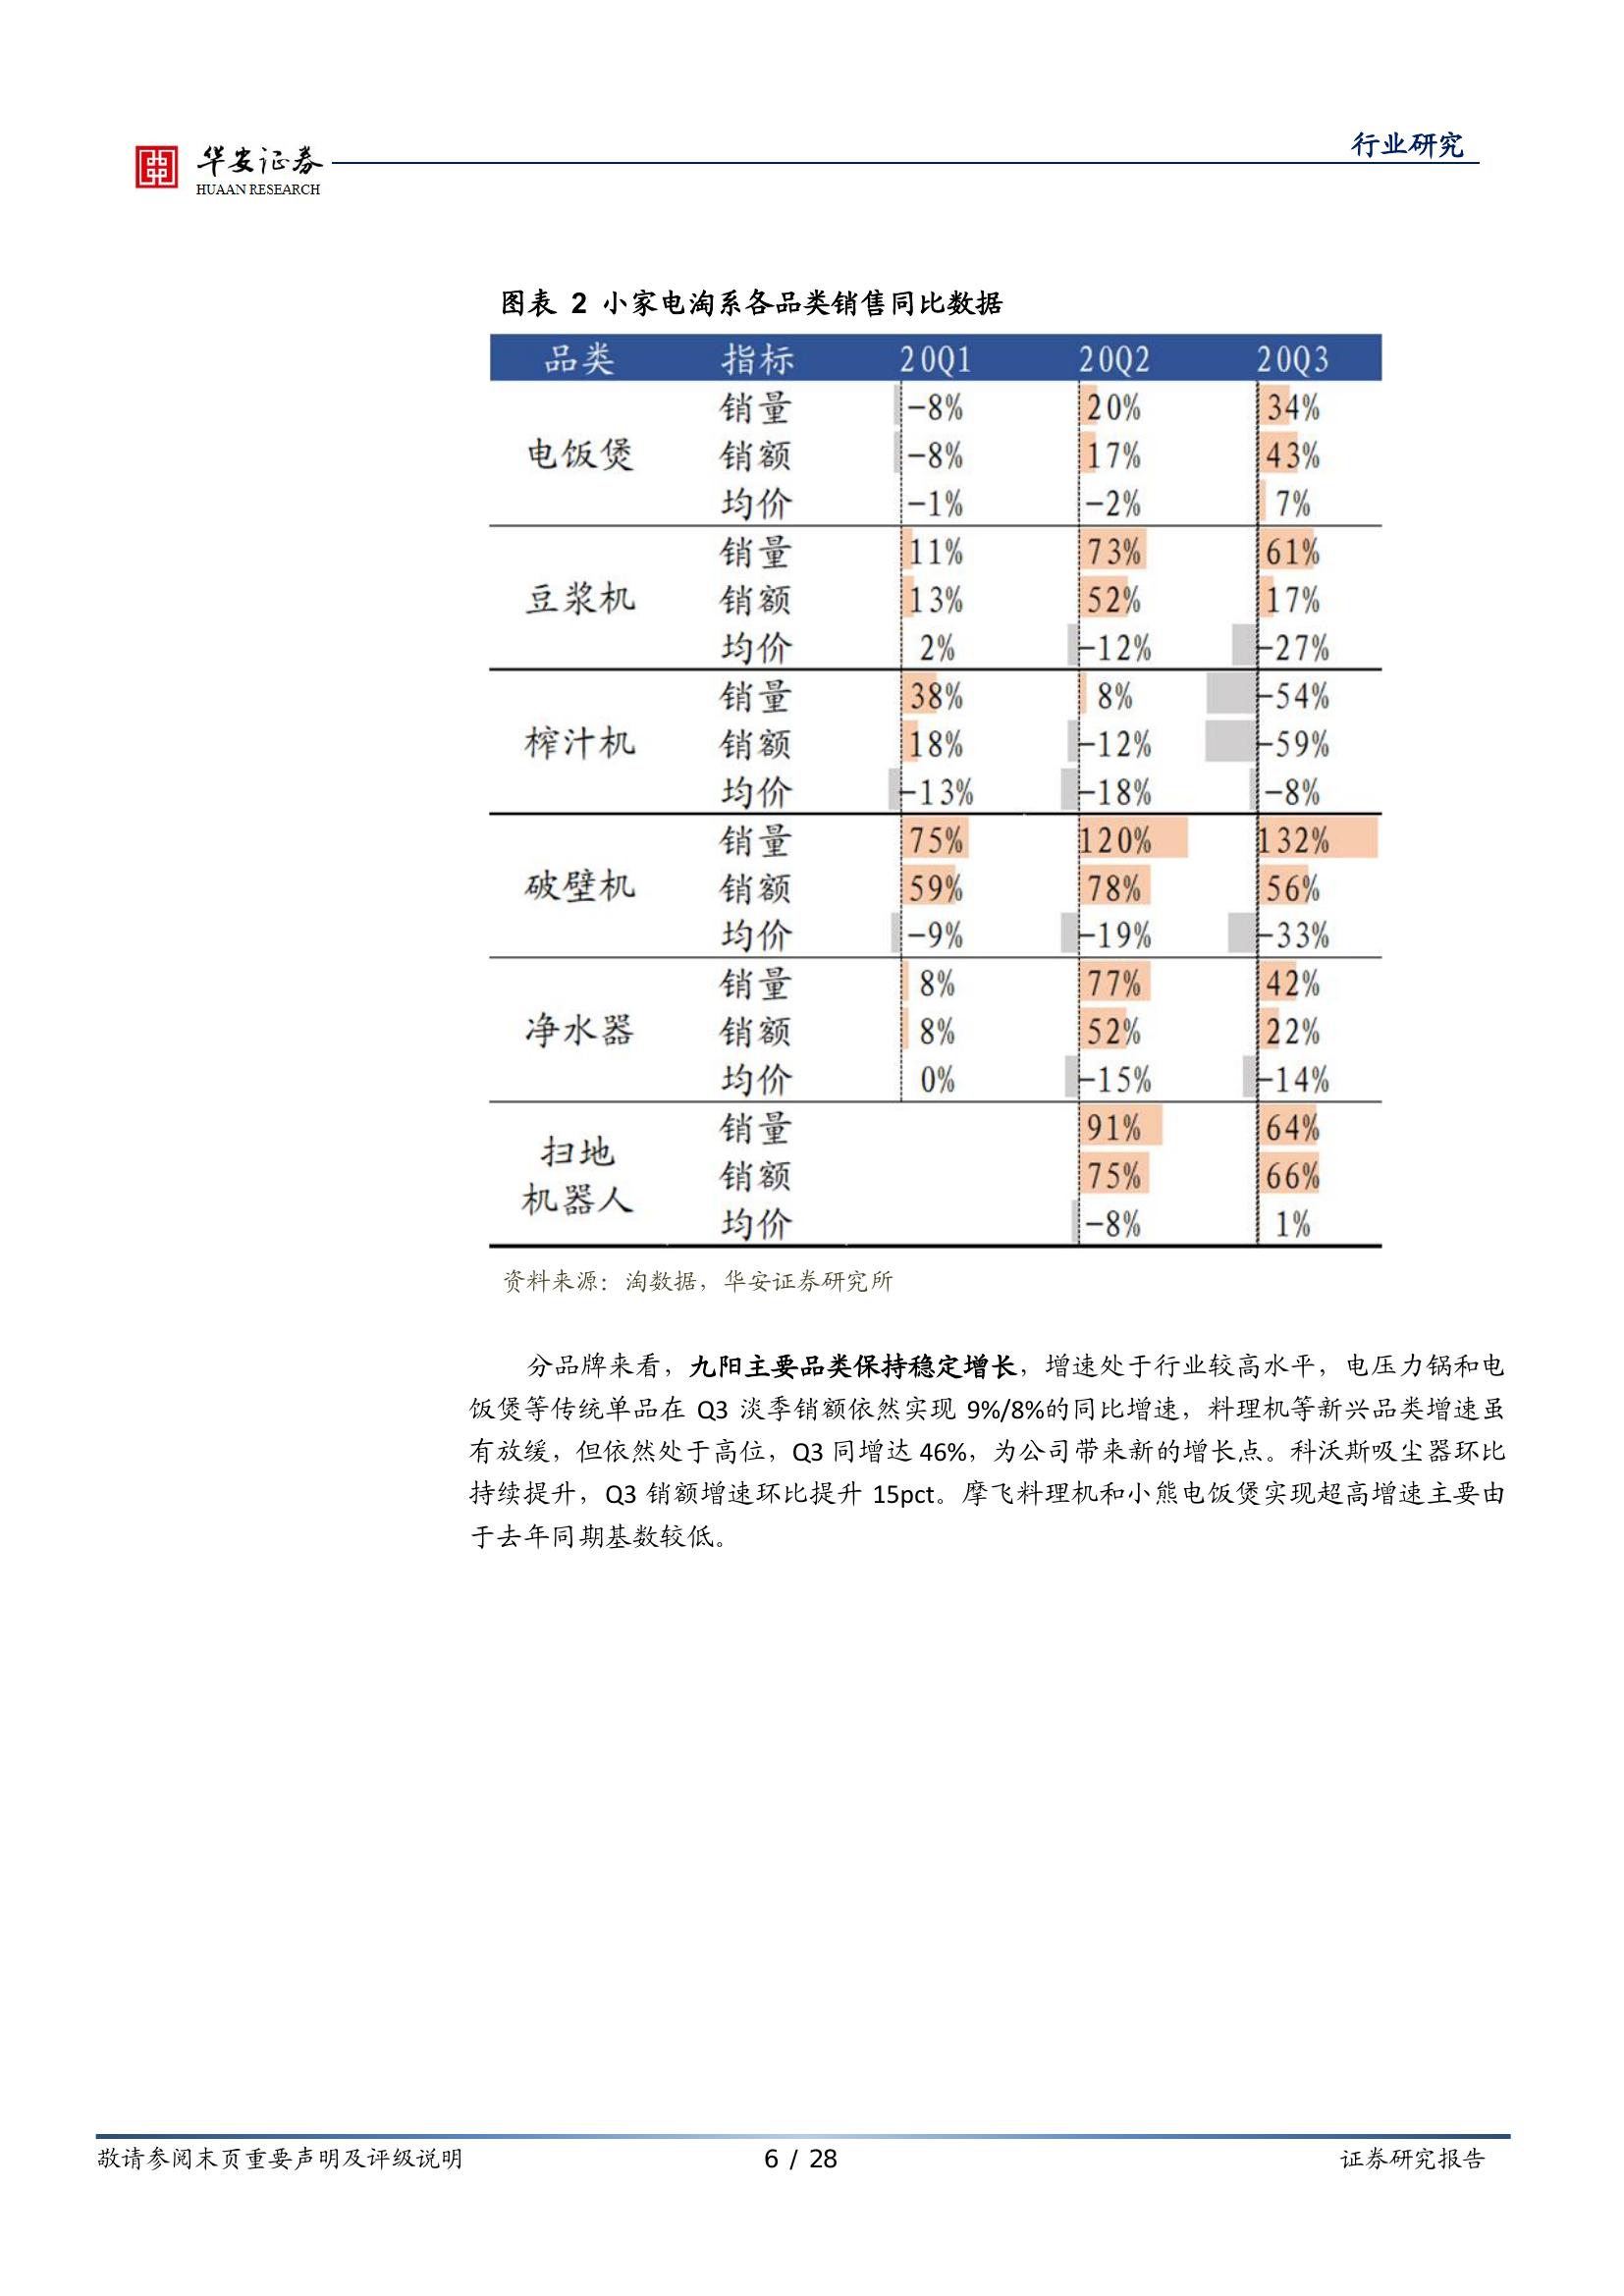 华安证券
HUAAN RESEARCH
行业研究
图表 2 小家电淘系各品类销售同比数据
品类 指标 20Q1 20Q2 20Q3
电饭煲
销量 -8% 20% 34%
销额 -8% 17% 43%
均价 -1% -2% 7%
豆浆机
销量 11% 73% 61%
销额 13% 52% 17%
均价 2% -12% -27%
榨汁机
销量 38% 8% -54%
销额 18% -12% -59%
均价 -13% -18% -8%
破壁机
销量 75% 120% 132%
销额 59% 78% 56%
均价 -9% -19% -33%
净水器
销量 8% 77% 42%
销额 8% 52% 22%
均价 0% -15% -14%
扫地
机器人
销量 91% 64%
销额 75% 66%
均价 -8% 1%
资料来源：淘数据，华安证券研究所
分品牌来看，九阳主要品类保持稳定增长，增速处于行业较高水平，电压力锅和电
饭煲等传统单品在 Q3 淡季销额依然实现 9%/8%的同比增速，料理机等新兴品类增速虽
有放缓，但依然处于高位，Q3 同增达 46%，为公司带来新的增长点。科沃斯吸尘器环比
持续提升，Q3 销额增速环比提升 15pct。摩飞料理机和小熊电饭煲实现超高增速主要由
于去年同期基数较低。
敬请参阅末页重要声明及评级说明 6 / 28 证券研究报告